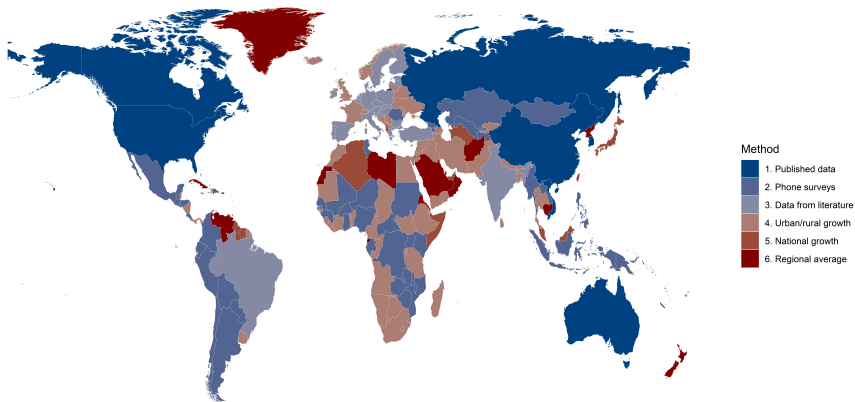 Method
1. Published data
2. Phone surveys
3. Data from literature
4. Urban/rural growth
5. National growth
6. Regional average